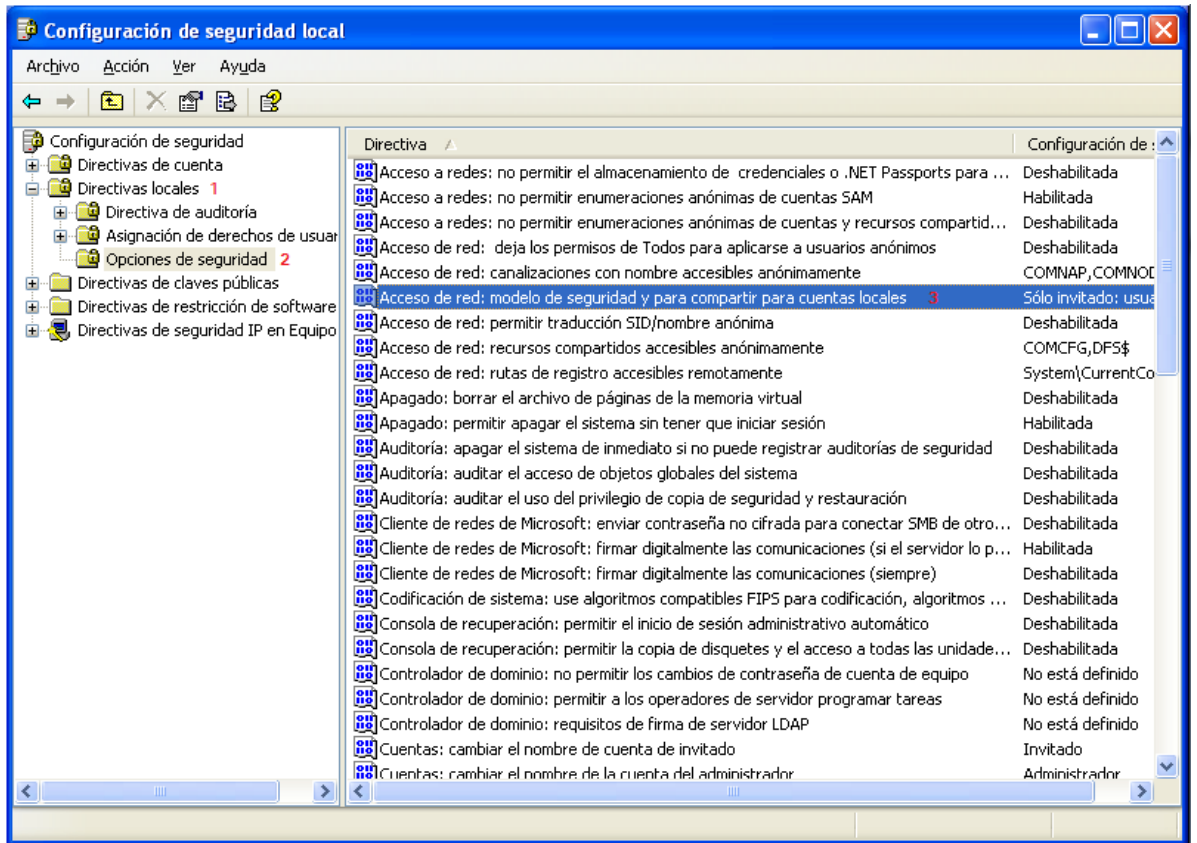 Configuración de seguridad local
Archivo Acción Ver Ayuda
Configuración de seguridad
Directivas de cuenta
Directivas locales 1
Directiva de auditoría
Asignación de derechos de usuar
Opciones de seguridad 2
Directivas de claves públicas
Directivas de restricción de software
Directivas de seguridad IP en Equipo
Directiva Configuración de s
Acceso a redes: no permitir el almacenamiento de credenciales o .NET Passports para ... Deshabilitada
Acceso a redes: no permitir enumeraciones anónimas de cuentas SAM Habilitada
Acceso a redes: no permitir enumeraciones anónimas de cuentas y recursos compartid... Deshabilitada
Acceso de red: deja los permisos de Todos para aplicarse a usuarios anónimos Deshabilitada
Acceso de red: canalizaciones con nombre accesibles anónimamente COMNAP,COMNOD
Acceso de red: modelo de seguridad y para compartir para cuentas locales 3 Sólo invitado: usua
Acceso de red: permitir traducción SID/nombre anónima Deshabilitada
Acceso de red: recursos compartidos accesibles anónimamente COMCFG,DFS$
Acceso de red: rutas de registro accesibles remotamente System\CurrentCo
Apagado: borrar el archivo de páginas de la memoria virtual Deshabilitada
Apagado: permitir apagar el sistema sin tener que iniciar sesión Habilitada
Auditoría: apagar el sistema de inmediato si no puede registrar auditorías de seguridad Deshabilitada
Auditoría: auditar el acceso de objetos globales del sistema Deshabilitada
Auditoría: auditar el uso del privilegio de copia de seguridad y restauración Deshabilitada
Cliente de redes de Microsoft: enviar contraseña no cifrada para conectar SMB de otro... Deshabilitada
Cliente de redes de Microsoft: firmar digitalmente las comunicaciones (si el servidor lo p... Habilitada
Cliente de redes de Microsoft: firmar digitalmente las comunicaciones (siempre) Deshabilitada
Codificación de sistema: use algoritmos compatibles FIPS para codificación, algoritmos ... Deshabilitada
Consola de recuperación: permitir el inicio de sesión administrativo automático Deshabilitada
Consola de recuperación: permitir la copia de disquetes y el acceso a todas las unidade... Deshabilitada
Controlador de dominio: no permitir los cambios de contraseña de cuenta de equipo No está definido
Controlador de dominio: permitir a los operadores de servidor programar tareas No está definido
Controlador de dominio: requisitos de firma de servidor LDAP No está definido
Cuentas: cambiar el nombre de cuenta de invitado Invitado
Cuentas: cambiar el nombre de la cuenta del administrador Administrador